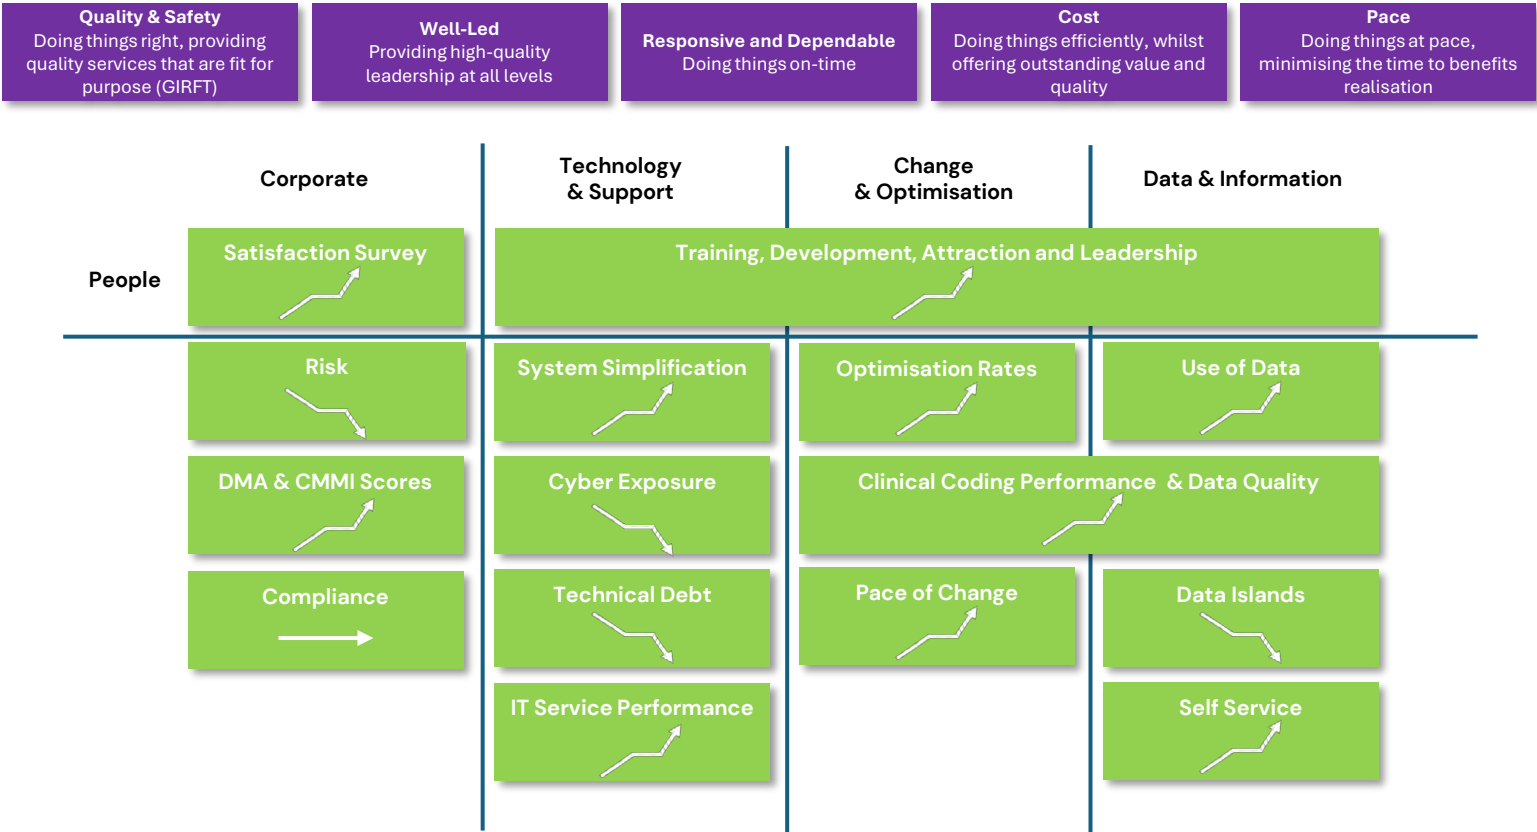 Quality & Safety
Doing things right, providing
quality services that are fit for
purpose (GIRFT)
Well-Led
Providing high-quality
leadership at all levels
Responsive and Dependable
Doing things on-time
Cost
Doing things efficiently, whilst
offering outstanding value and
quality
Pace
Doing things at pace,
minimising the time to benefits
realisation
Corporate
Technology
& Support
Change
& Optimisation
Data & Information
People
Satisfaction Survey
Training, Development, Attraction and Leadership
Risk
System Simplification
Optimisation Rates
Use of Data
DMA & CMMI Scores
Cyber Exposure
Clinical Coding Performance & Data Quality
Compliance
Technical Debt
Pace of Change
Data Islands
IT Service Performance
Self Service